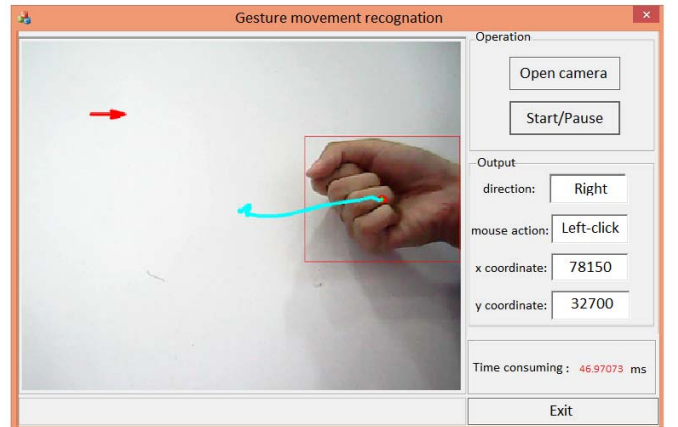 Gesture movement recognation
Operation
Open camera
Start/Pause
Output
direction: Right
mouse action: Left-click
x coordinate: 78150
y coordinate: 32700
Time consuming : 46.97073 ms
Exit